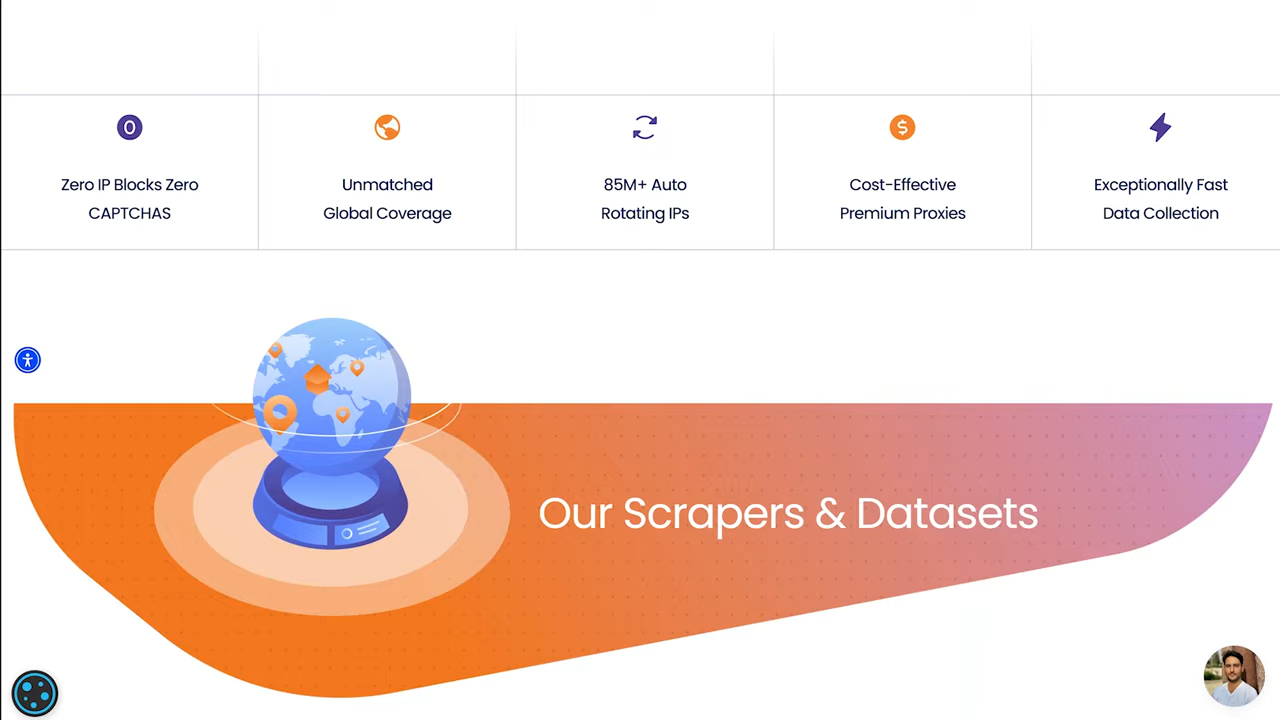 0
Zero IP Blocks Zero
CAPTCHAS
Unmatched
Global Coverage
85M+ Auto
Rotating IPs
$
Cost-Effective
Premium Proxies
Exceptionally Fast
Data Collection
Our Scrapers & Datasets